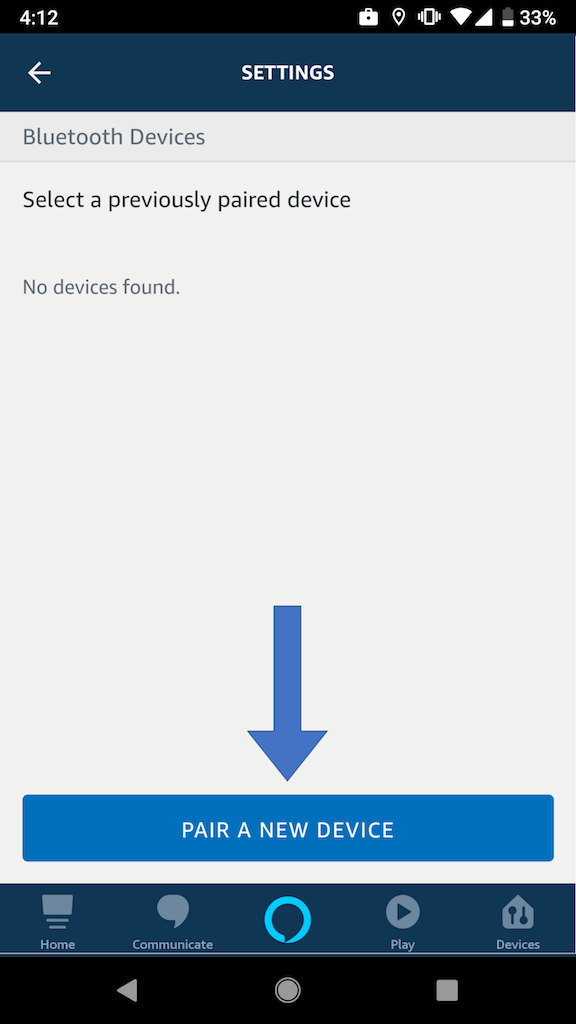 4:12
33%
SETTINGS
Bluetooth Devices
Select a previously paired device
No devices found.
PAIR A NEW DEVICE
Home
Communicate
Play
Devices